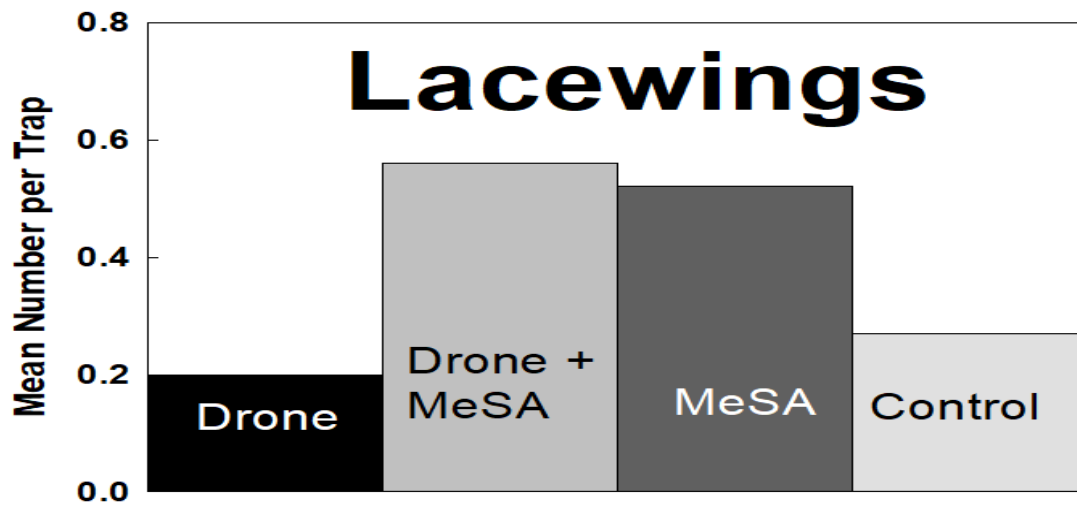 Lacewings
Mean Number per Trap
0.8
0.6
0.4
0.2
0.0
Drone
Drone +
MeSA
MeSA
Control